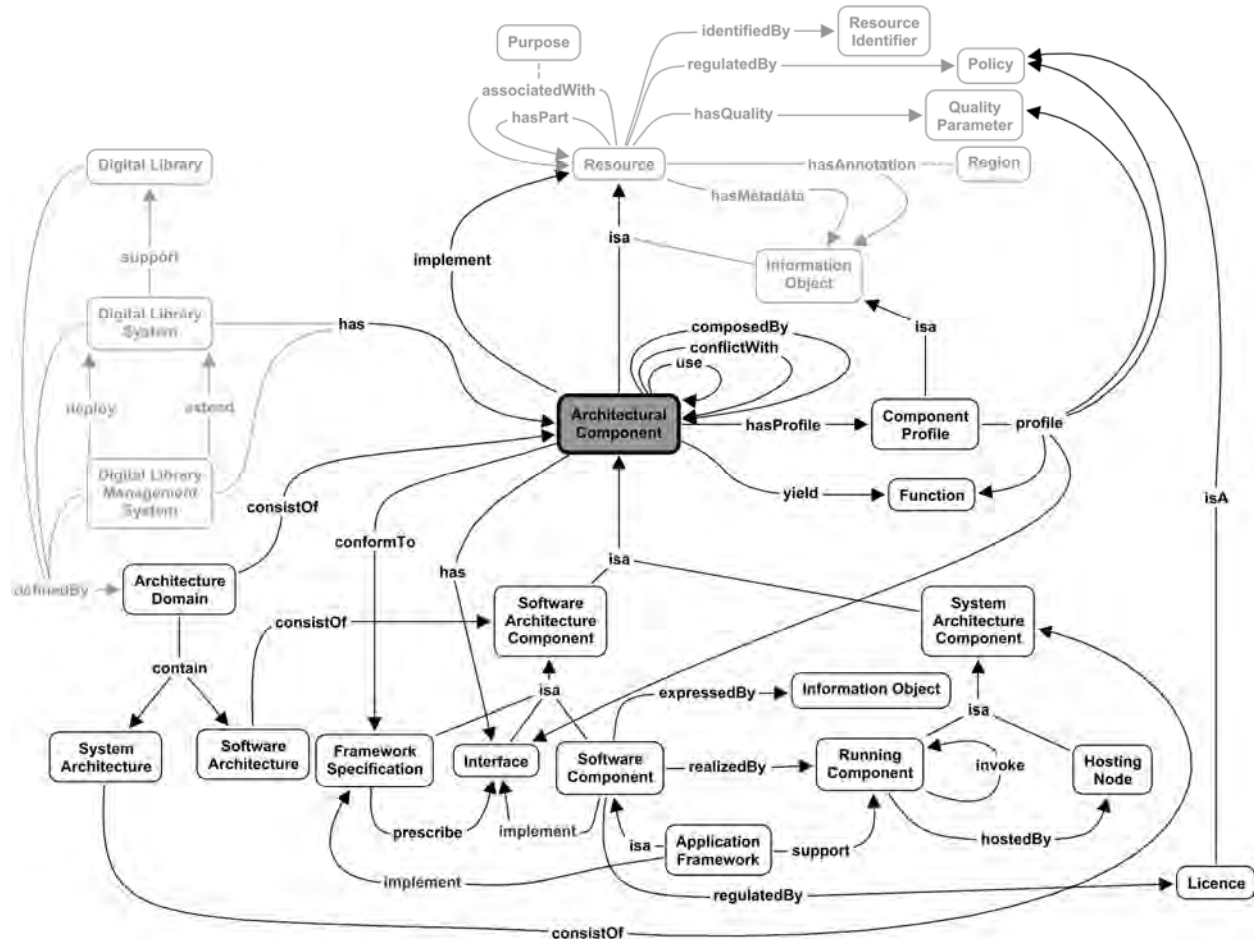 Purpose
identifiedBy
Resource
Identifier
regulatedBy
Policy
associatedWith
hasPart
hasQuality
Quality
Parameter
Digital Library
Resource
hasAnnotation
Region
hasMetadata
isa
support
implement
Information
Object
Digital Library
System
has
isa
composedBy
conflictWith
use
deploy
extend
Architectural
Component
hasProfile
Component
Profile
profile
Digital Library
Management
System
consistOf
yield
Function
isA
conformTo
isa
has
definedBy
Architecture
Domain
consistOf
Software
Architecture
Component
System
Architecture
Component
contain
isa
expressedBy
Information Object
isa
System
Architecture
Software
Architecture
Framework
Specification
Interface
Software
Component
realizedBy
Running
Component
invoke
Hosting
Node
prescribe
implement
isa
Application
Framework
support
hostedBy
implement
regulatedBy
Licence
consistOf